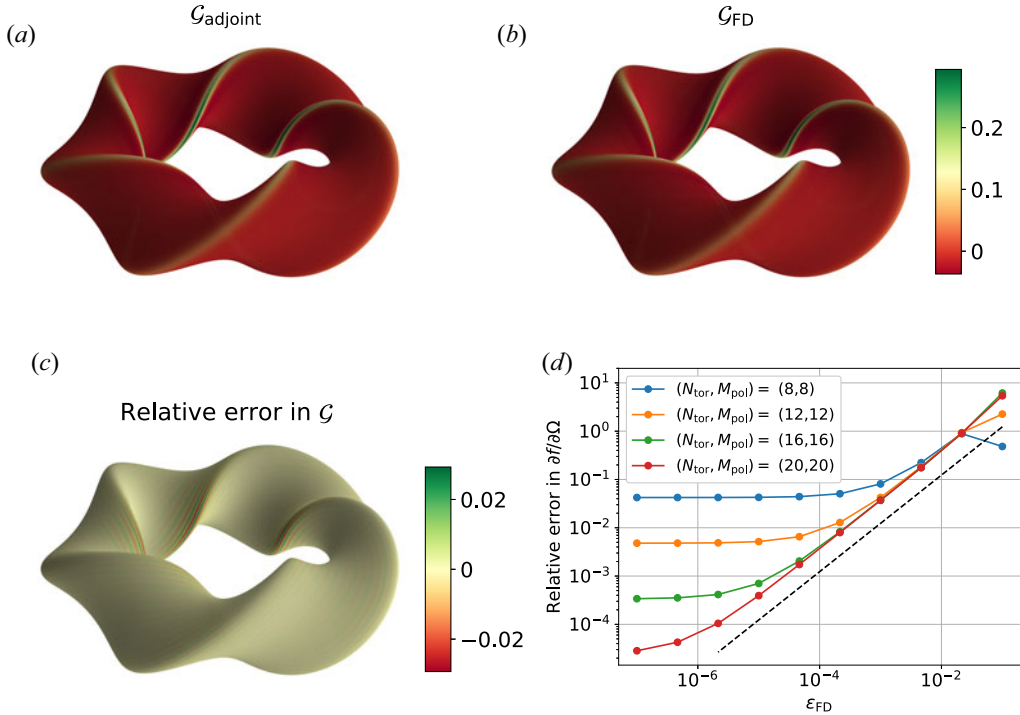 𝒢adjoint
𝒢FD
(a)
(b)
0.2
0.1
0
(c)
Relative error in 𝒢
0.02
0
−0.02
(d)
(Ntor, Mpol) = (8,8)
(Ntor, Mpol) = (12,12)
(Ntor, Mpol) = (16,16)
(Ntor, Mpol) = (20,20)
Relative error in ∂f/∂Ω
10¹
10⁰
10⁻¹
10⁻²
10⁻³
10⁻⁴
10⁻⁶
10⁻⁴
10⁻²
εFD